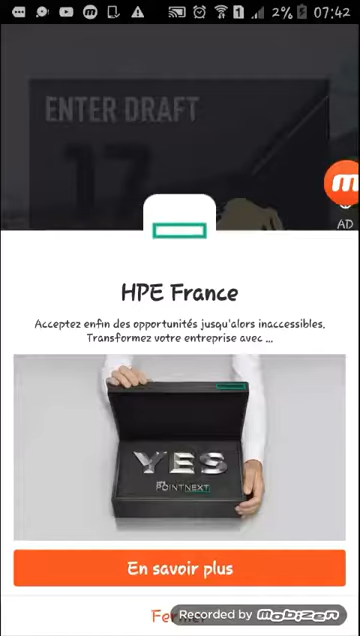 1
2%
07:42
ENTER DRAFT
17
m
AD
HPE France
Acceptez enfin des opportunités jusqu'alors inaccessibles.
Transformez votre entreprise avec ...
YES
POINTNEXT
En savoir plus
Recorded by mobizen